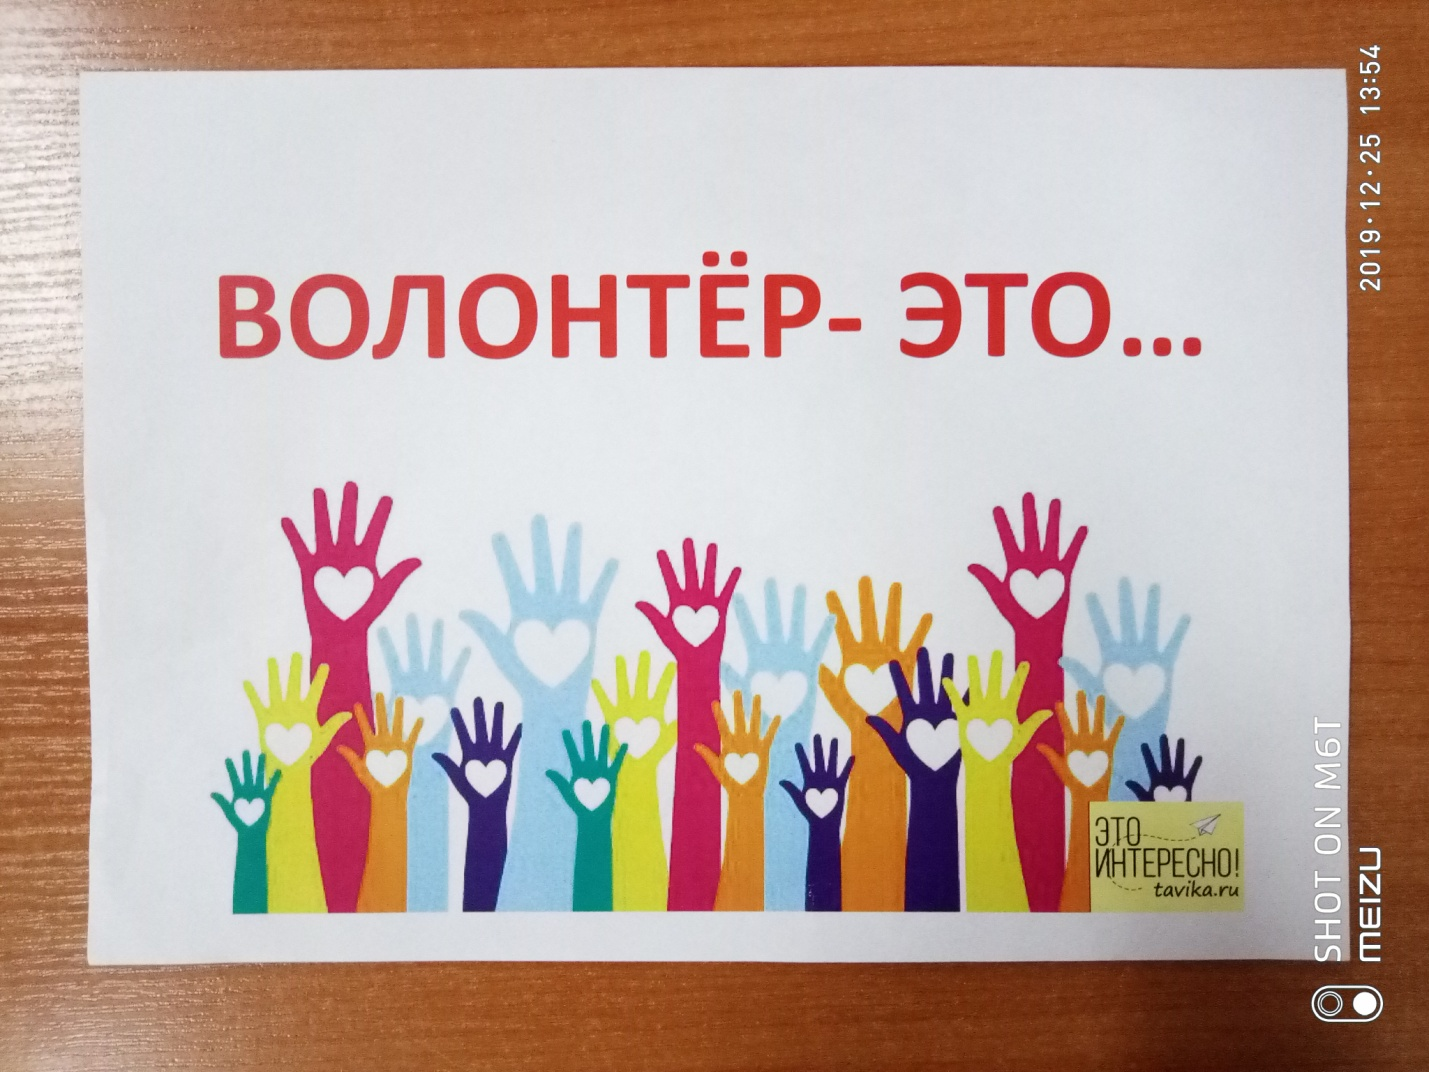 ВОЛОНТЁР- ЭТО...
ЭТО
ИНТЕРЕСНО!
tavika.ru
2019·12·25 13:54
SHOT ON M6T
MEIZU